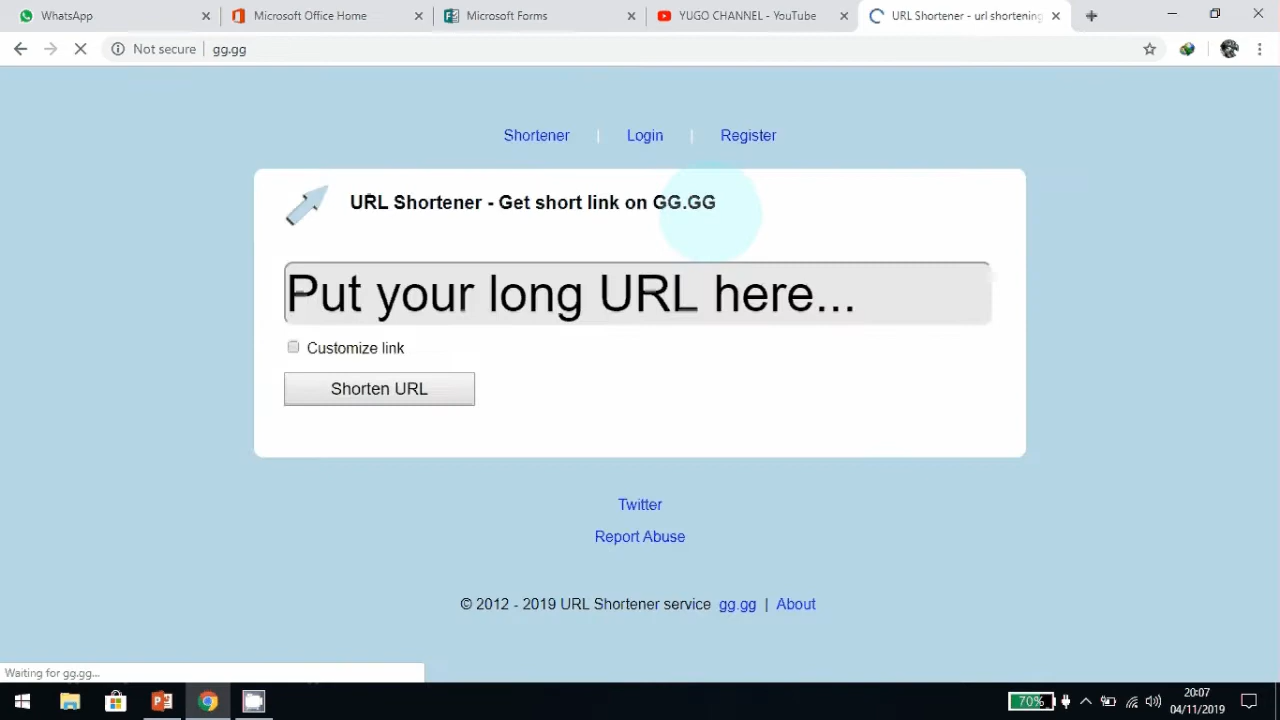 WhatsApp
Microsoft Office Home
Microsoft Forms
YUGO CHANNEL - YouTube
URL Shortener - url shortening
Not secure
gg.gg
Shortener | Login | Register
URL Shortener - Get short link on GG.GG
Put your long URL here...
Customize link
Shorten URL
Twitter
Report Abuse
© 2012 - 2019 URL Shortener service gg.gg | About
Waiting for gg.gg...
70%
20:07
04/11/2019